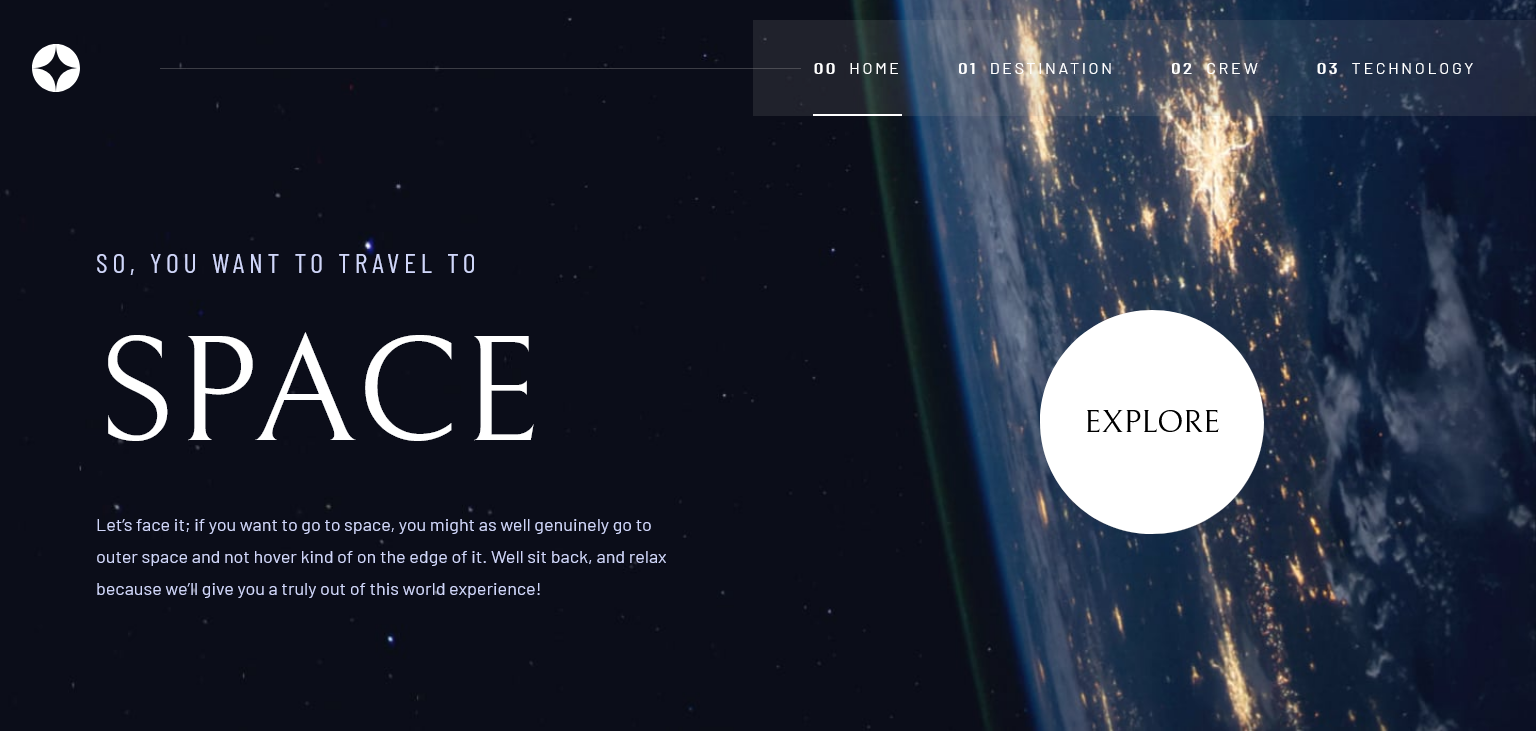 00 HOME 01 DESTINATION 02 CREW 03 TECHNOLOGY
SO, YOU WANT TO TRAVEL TO
SPACE
EXPLORE
Let’s face it; if you want to go to space, you might as well genuinely go to
outer space and not hover kind of on the edge of it. Well sit back, and relax
because we’ll give you a truly out of this world experience!